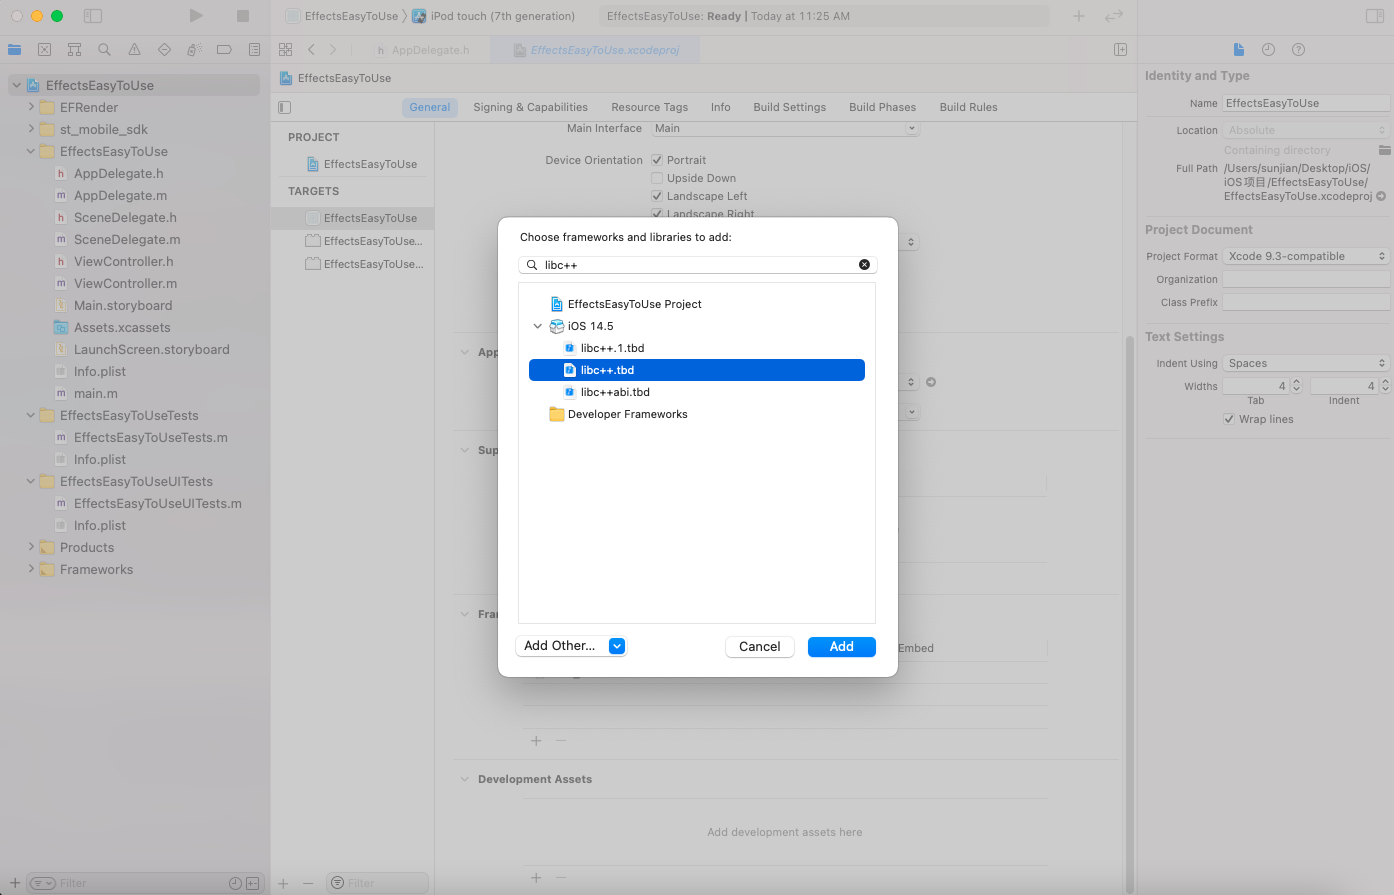 EffectsEasyToUse 〉 iPod touch (7th generation)
EffectsEasyToUse: Ready | Today at 11:25 AM
AppDelegate.h
EffectsEasyToUse.xcodeproj
EffectsEasyToUse
General Signing & Capabilities Resource Tags Info Build Settings Build Phases Build Rules
EffectsEasyToUse
EFRender
st_mobile_sdk
EffectsEasyToUse
AppDelegate.h
AppDelegate.m
SceneDelegate.h
SceneDelegate.m
ViewController.h
ViewController.m
Main.storyboard
Assets.xcassets
LaunchScreen.storyboard
Info.plist
main.m
EffectsEasyToUseTests
EffectsEasyToUseTests.m
Info.plist
EffectsEasyToUseUITests
EffectsEasyToUseUITests.m
Info.plist
Products
Frameworks
Filter
PROJECT
EffectsEasyToUse
TARGETS
EffectsEasyToUse
EffectsEasyToUse...
EffectsEasyToUse...
Filter
Main Interface Main
Device Orientation Portrait
Upside Down
Landscape Left
Landscape Right
App
Sup
Fra
Embed
Development Assets
Add development assets here
Choose frameworks and libraries to add:
libc++
EffectsEasyToUse Project
iOS 14.5
libc++.1.tbd
libc++.tbd
libc++abi.tbd
Developer Frameworks
Add Other...
Cancel
Add
Identity and Type
Name EffectsEasyToUse
Location Absolute
Containing directory
Full Path /Users/sunjian/Desktop/iOS/
iOS项目/EffectsEasyToUse/
EffectsEasyToUse.xcodeproj
Project Document
Project Format Xcode 9.3-compatible
Organization
Class Prefix
Text Settings
Indent Using Spaces
Widths 4 4
Tab Indent
Wrap lines